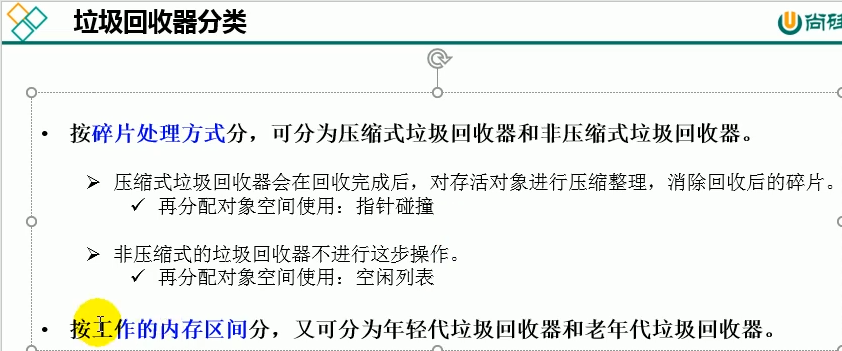 垃圾回收器分类
尚硅
• 按碎片处理方式分，可分为压缩式垃圾回收器和非压缩式垃圾回收器。
➢ 压缩式垃圾回收器会在回收完成后，对存活对象进行压缩整理，消除回收后的碎片。
✓ 再分配对象空间使用：指针碰撞
➢ 非压缩式的垃圾回收器不进行这步操作。
✓ 再分配对象空间使用：空闲列表
• 按工作的内存区间分，又可分为年轻代垃圾回收器和老年代垃圾回收器。